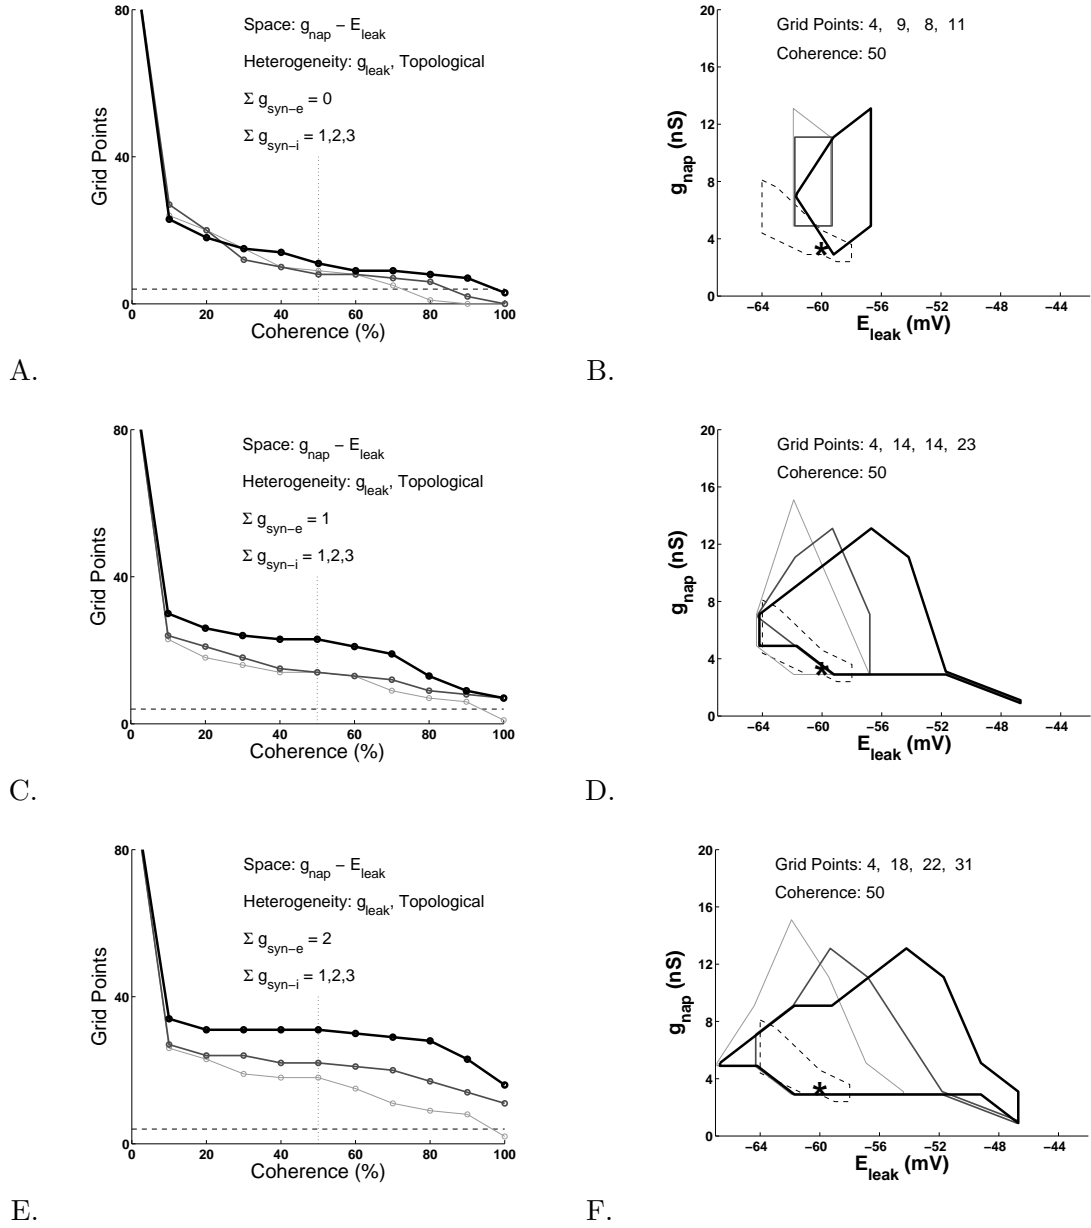 80
40
0
Grid Points
Space: g_nap − E_leak
Heterogeneity: g_leak, Topological
Σ g_syn−e = 0
Σ g_syn−i = 1,2,3
0 20 40 60 80 100
Coherence (%)
A.
20
16
12
8
4
0
g_nap (nS)
Grid Points: 4, 9, 8, 11
Coherence: 50
*
−64 −60 −56 −52 −48 −44
E_leak (mV)
B.
80
40
0
Grid Points
Space: g_nap − E_leak
Heterogeneity: g_leak, Topological
Σ g_syn−e = 1
Σ g_syn−i = 1,2,3
0 20 40 60 80 100
Coherence (%)
C.
20
16
12
8
4
0
g_nap (nS)
Grid Points: 4, 14, 14, 23
Coherence: 50
*
−64 −60 −56 −52 −48 −44
E_leak (mV)
D.
80
40
0
Grid Points
Space: g_nap − E_leak
Heterogeneity: g_leak, Topological
Σ g_syn−e = 2
Σ g_syn−i = 1,2,3
0 20 40 60 80 100
Coherence (%)
E.
20
16
12
8
4
0
g_nap (nS)
Grid Points: 4, 18, 22, 31
Coherence: 50
*
−64 −60 −56 −52 −48 −44
E_leak (mV)
F.